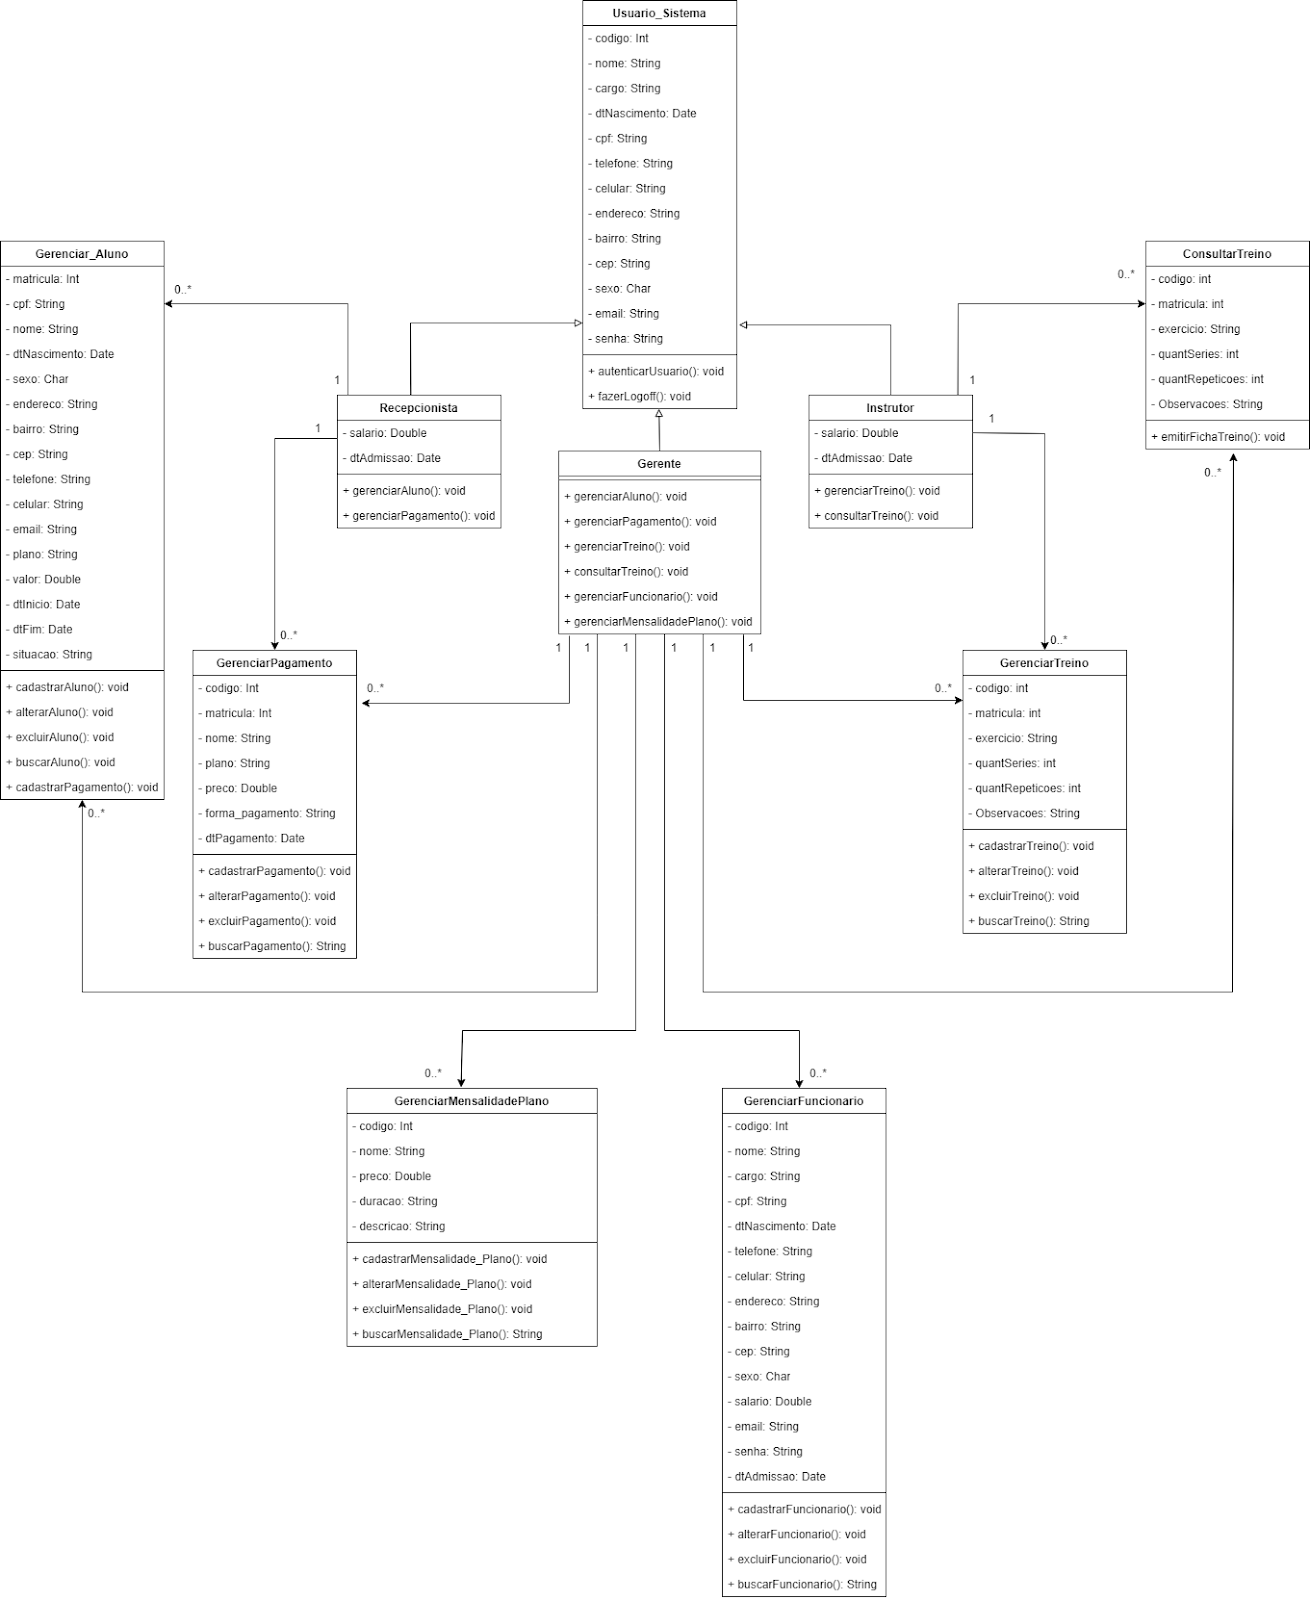 Usuario_Sistema
- codigo: Int
- nome: String
- cargo: String
- dtNascimento: Date
- cpf: String
- telefone: String
- celular: String
- endereco: String
- bairro: String
- cep: String
- sexo: Char
- email: String
- senha: String
+ autenticarUsuario(): void
+ fazerLogoff(): void
Gerenciar_Aluno
- matricula: Int
- cpf: String
- nome: String
- dtNascimento: Date
- sexo: Char
- endereco: String
- bairro: String
- cep: String
- telefone: String
- celular: String
- email: String
- plano: String
- valor: Double
- dtInicio: Date
- dtFim: Date
- situacao: String
+ cadastrarAluno(): void
+ alterarAluno(): void
+ excluirAluno(): void
+ buscarAluno(): void
+ cadastrarPagamento(): void
0..*
0..*
1
1
Recepcionista
- salario: Double
- dtAdmissao: Date
+ gerenciarAluno(): void
+ gerenciarPagamento(): void
Gerente
+ gerenciarAluno(): void
+ gerenciarPagamento(): void
+ gerenciarTreino(): void
+ consultarTreino(): void
+ gerenciarFuncionario(): void
+ gerenciarMensalidadePlano(): void
1
1
1
1
1
1
Instrutor
- salario: Double
- dtAdmissao: Date
+ gerenciarTreino(): void
+ consultarTreino(): void
1
1
0..*
ConsultarTreino
- codigo: int
- matricula: int
- exercicio: String
- quantSeries: int
- quantRepeticoes: int
- Observacoes: String
+ emitirFichaTreino(): void
0..*
0..*
0..*
GerenciarPagamento
- codigo: Int
- matricula: Int
- nome: String
- plano: String
- preco: Double
- forma_pagamento: String
- dtPagamento: Date
+ cadastrarPagamento(): void
+ alterarPagamento(): void
+ excluirPagamento(): void
+ buscarPagamento(): String
0..*
0..*
GerenciarTreino
- codigo: int
- matricula: int
- exercicio: String
- quantSeries: int
- quantRepeticoes: int
- Observacoes: String
+ cadastrarTreino(): void
+ alterarTreino(): void
+ excluirTreino(): void
+ buscarTreino(): String
0..*
GerenciarMensalidadePlano
- codigo: Int
- nome: String
- preco: Double
- duracao: String
- descricao: String
+ cadastrarMensalidade_Plano(): void
+ alterarMensalidade_Plano(): void
+ excluirMensalidade_Plano(): void
+ buscarMensalidade_Plano(): String
0..*
GerenciarFuncionario
- codigo: Int
- nome: String
- cargo: String
- cpf: String
- dtNascimento: Date
- telefone: String
- celular: String
- endereco: String
- bairro: String
- cep: String
- sexo: Char
- salario: Double
- email: String
- senha: String
- dtAdmissao: Date
+ cadastrarFuncionario(): void
+ alterarFuncionario(): void
+ excluirFuncionario(): void
+ buscarFuncionario(): String